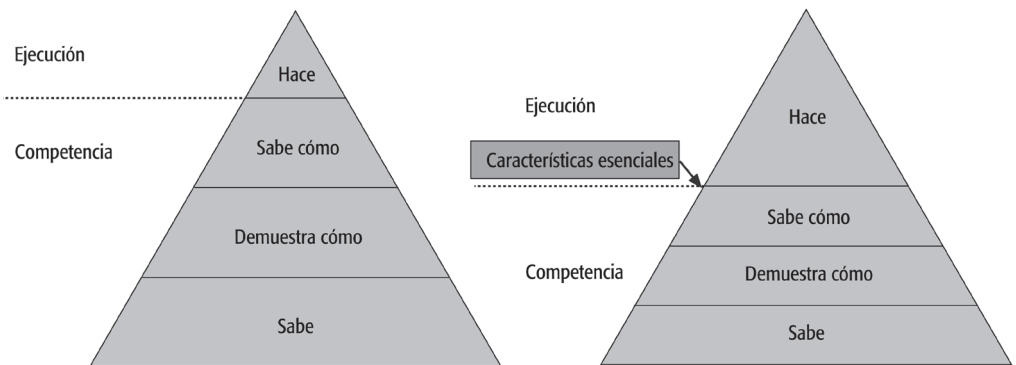 Ejecución
Hace
Competencia
Sabe cómo
Demuestra cómo
Sabe
Ejecución
Hace
Características esenciales
Sabe cómo
Competencia
Demuestra cómo
Sabe